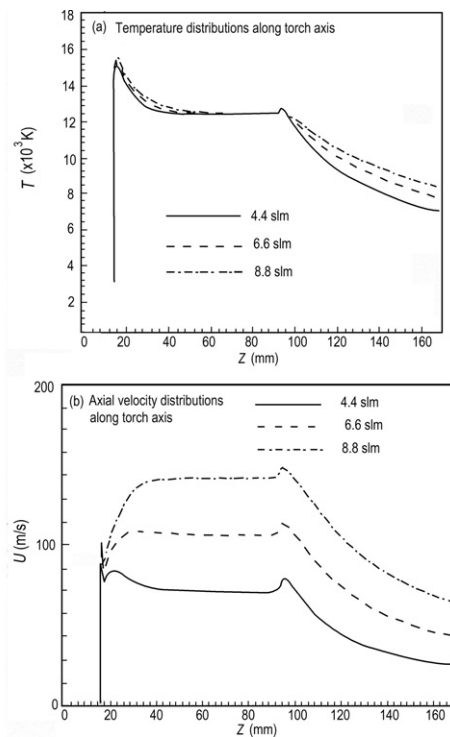 (a) Temperature distributions along torch axis
18
16
14
12
10
8
6
4
2
T (x10³K)
4.4 slm
6.6 slm
8.8 slm
0 20 40 60 80 100 120 140 160
Z (mm)
200
100
0
U (m/s)
(b) Axial velocity distributions
along torch axis
4.4 slm
6.6 slm
8.8 slm
0 20 40 60 80 100 120 140 160
Z (mm)